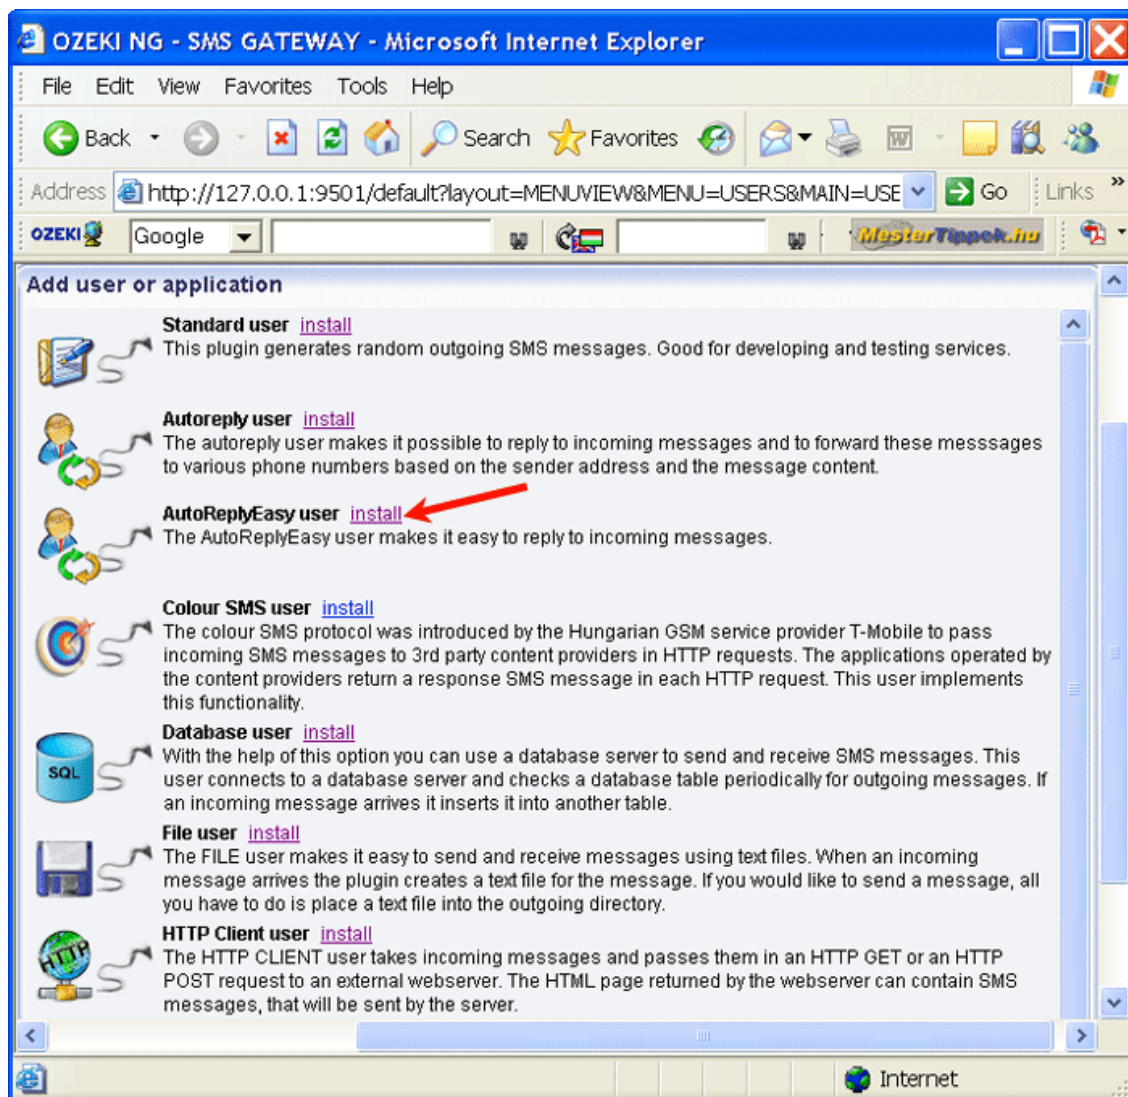 OZEKI NG - SMS GATEWAY - Microsoft Internet Explorer
File Edit View Favorites Tools Help
Back Search Favorites
Address http://127.0.0.1:9501/default?layout=MENUVIEW&MENU=USERS&MAIN=USE Go Links »
OZEKI Google MesterTippek.hu
Add user or application
Standard user install
This plugin generates random outgoing SMS messages. Good for developing and testing services.
Autoreply user install
The autoreply user makes it possible to reply to incoming messages and to forward these messsages
to various phone numbers based on the sender address and the message content.
AutoReplyEasy user install
The AutoReplyEasy user makes it easy to reply to incoming messages.
Colour SMS user install
The colour SMS protocol was introduced by the Hungarian GSM service provider T-Mobile to pass
incoming SMS messages to 3rd party content providers in HTTP requests. The applications operated by
the content providers return a response SMS message in each HTTP request. This user implements
this functionality.
Database user install
SQL
With the help of this option you can use a database server to send and receive SMS messages. This
user connects to a database server and checks a database table periodically for outgoing messages. If
an incoming message arrives it inserts it into another table.
File user install
The FILE user makes it easy to send and receive messages using text files. When an incoming
message arrives the plugin creates a text file for the message. If you would like to send a message, all
you have to do is place a text file into the outgoing directory.
HTTP Client user install
HTTP
The HTTP CLIENT user takes incoming messages and passes them in an HTTP GET or an HTTP
POST request to an external webserver. The HTML page returned by the webserver can contain SMS
messages, that will be sent by the server.
Internet